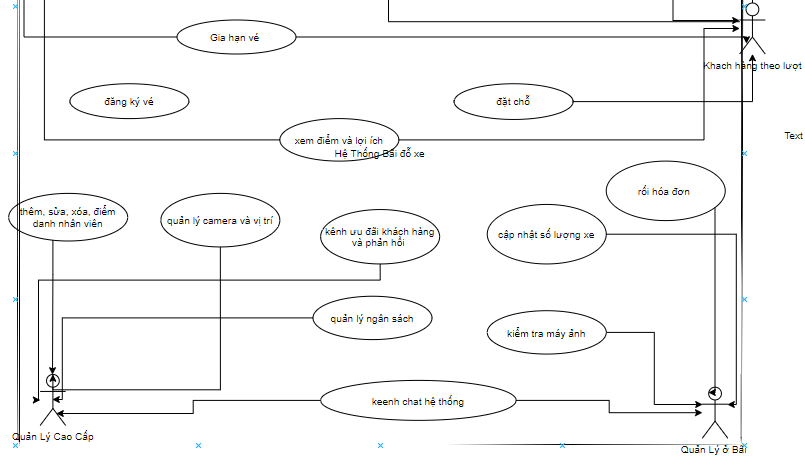 Gia hạn vé
Khach hàng theo lượt
đăng ký vé
đặt chỗ
Text
xem điểm và lợi ích
Hệ Thống Bãi đỗ xe
rối hóa đơn
thêm, sửa, xóa, điểm
danh nhân viên
quản lý camera và vị trí
kênh ưu đãi khách hàng
và phản hồi
cập nhật số lượng xe
quản lý ngân sách
kiểm tra máy ảnh
keenh chat hệ thống
Quản Lý Cao Cấp
Quản Lý ở Bãi